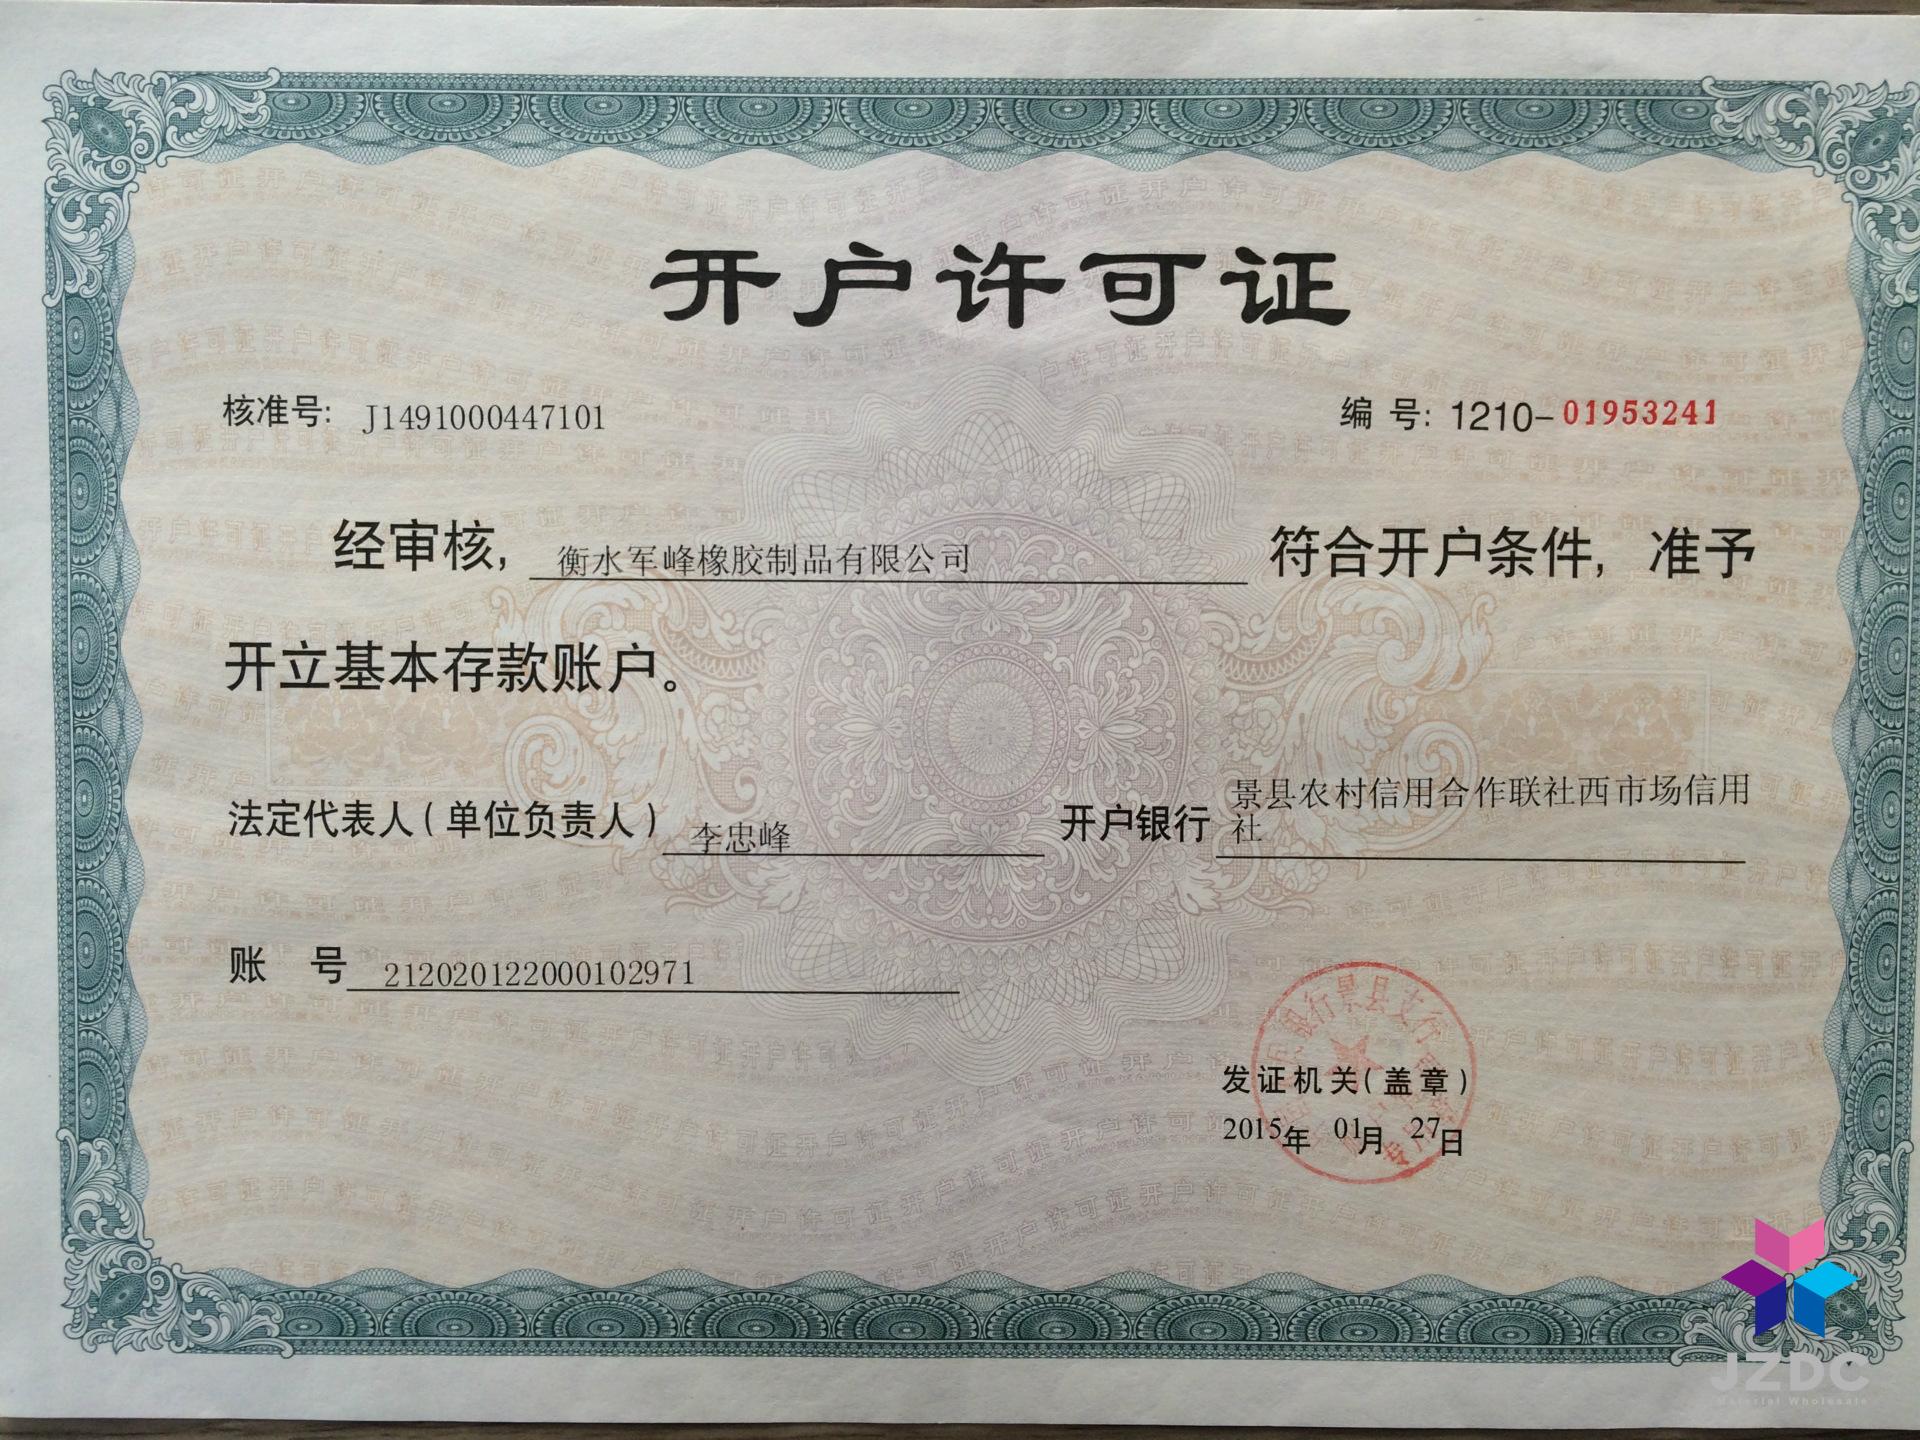 开户许可证
核准号: J1491000447101
编 号: 1210-01953241
经审核, 衡水军峰橡胶制品有限公司 符合开户条件, 准予
开立基本存款账户。
法定代表人(单位负责人) 李忠峰 开户银行 景县农村信用合作联社西市场信用
社
账 号 212020122000102971
银行景县支行
发证机关(盖章)
2015年 01月 27日
JZDC
Material Wholesale